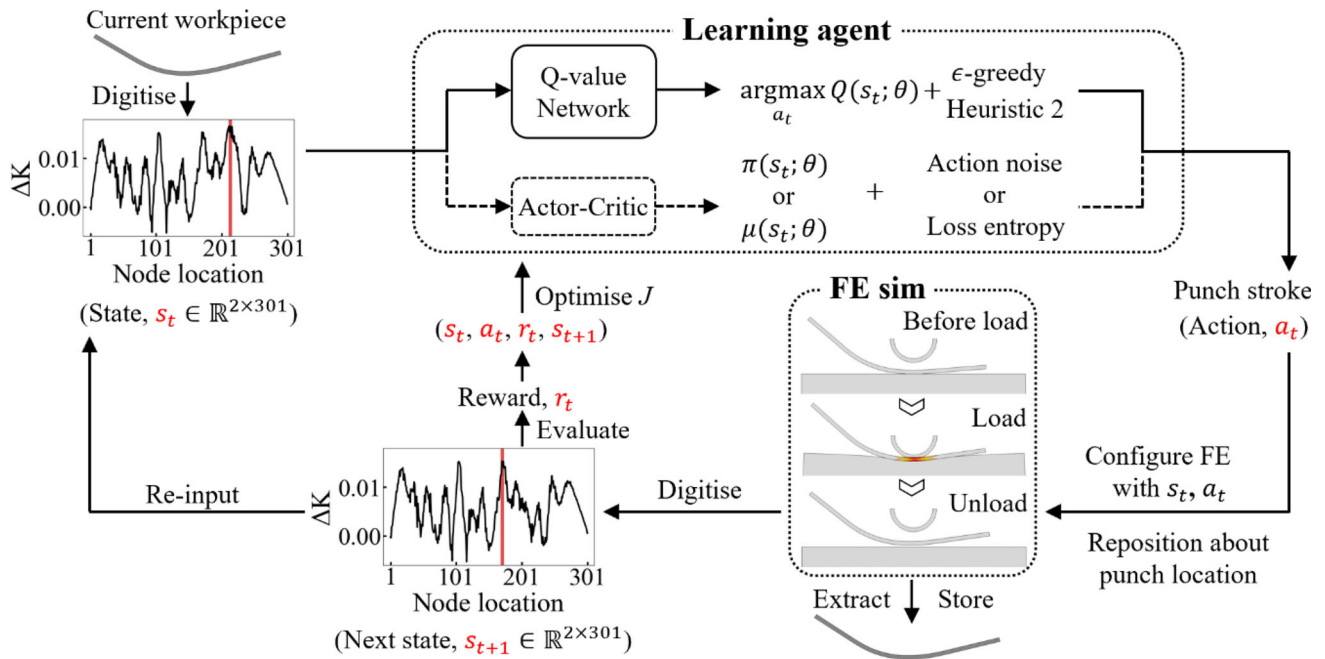 Current workpiece
Digitise
ΔK
0.01
0.00
1 101 201 301
Node location
(State, s_t ∈ ℝ^{2×301})
Learning agent
Q-value
Network
argmax Q(s_t; θ) +
a_t
ϵ-greedy
Heuristic 2
Actor-Critic
π(s_t; θ)
or
μ(s_t; θ)
+
Action noise
or
Loss entropy
Punch stroke
(Action, a_t)
Configure FE
with s_t, a_t
Reposition about
punch location
FE sim
Before load
Load
Unload
Extract Store
Digitise
ΔK
0.01
0.00
1 101 201 301
Node location
(Next state, s_{t+1} ∈ ℝ^{2×301})
Evaluate
Reward, r_t
(s_t, a_t, r_t, s_{t+1})
Optimise J
Re-input